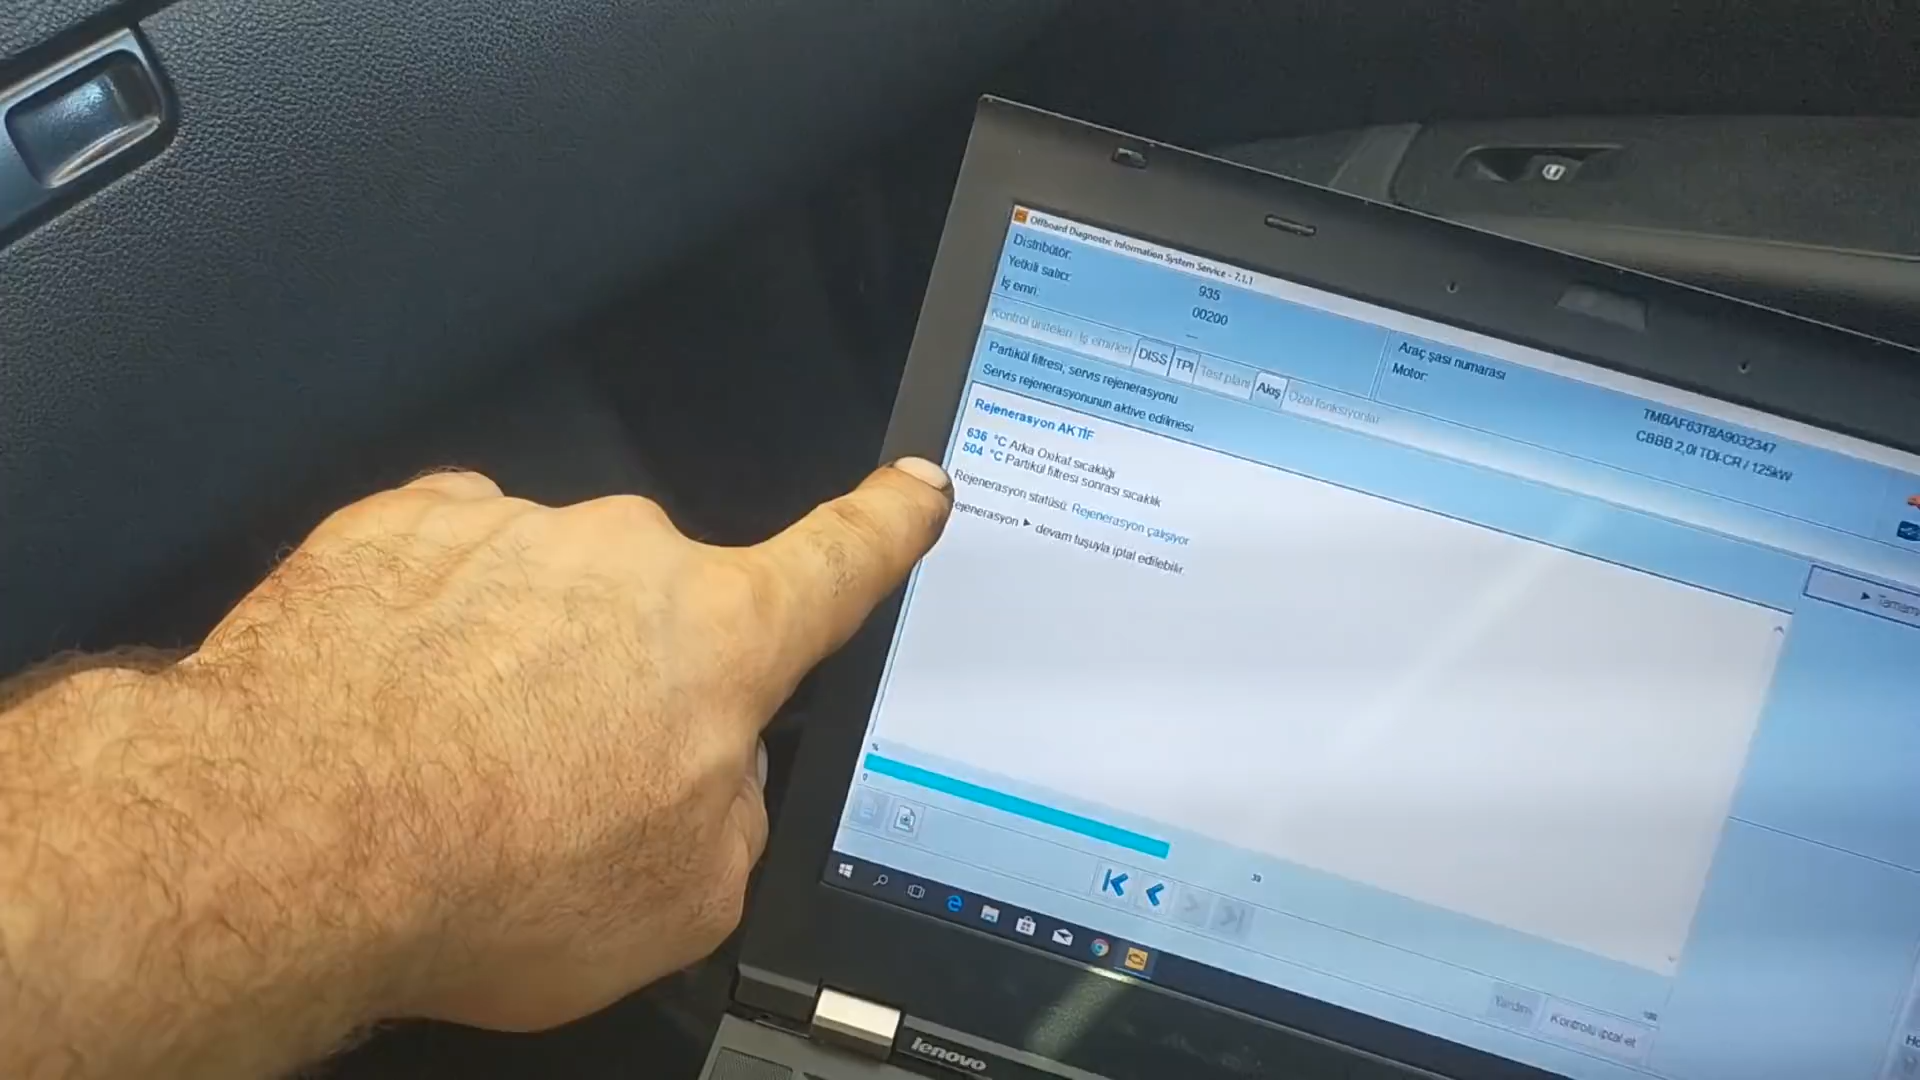 Offboard Diagnostic Information System Service - 7.1.1
Distribütör: 935
Yetkili satıcı: 00200
İş emri: ---
Araç şasi numarası TMBAF63T8A9032347
Motor: CBBB 2,0l TDI-CR / 125kW
Kontrol üniteleri İş emirleri DISS TPI Test planı Akış Özel fonksiyonlar
Partikül filtresi, servis rejenerasyonu
Servis rejenerasyonunun aktive edilmesi
Rejenerasyon AKTİF
636 °C Arka Oxikat sıcaklığı
504 °C Partikül filtresi sonrası sıcaklık
Rejenerasyon statüsü: Rejenerasyon çalışıyor
ejenerasyon ► devam tuşuyla iptal edilebilir.
► Tamam
%
0
100
Yardım
Kontrolü iptal et
lenovo